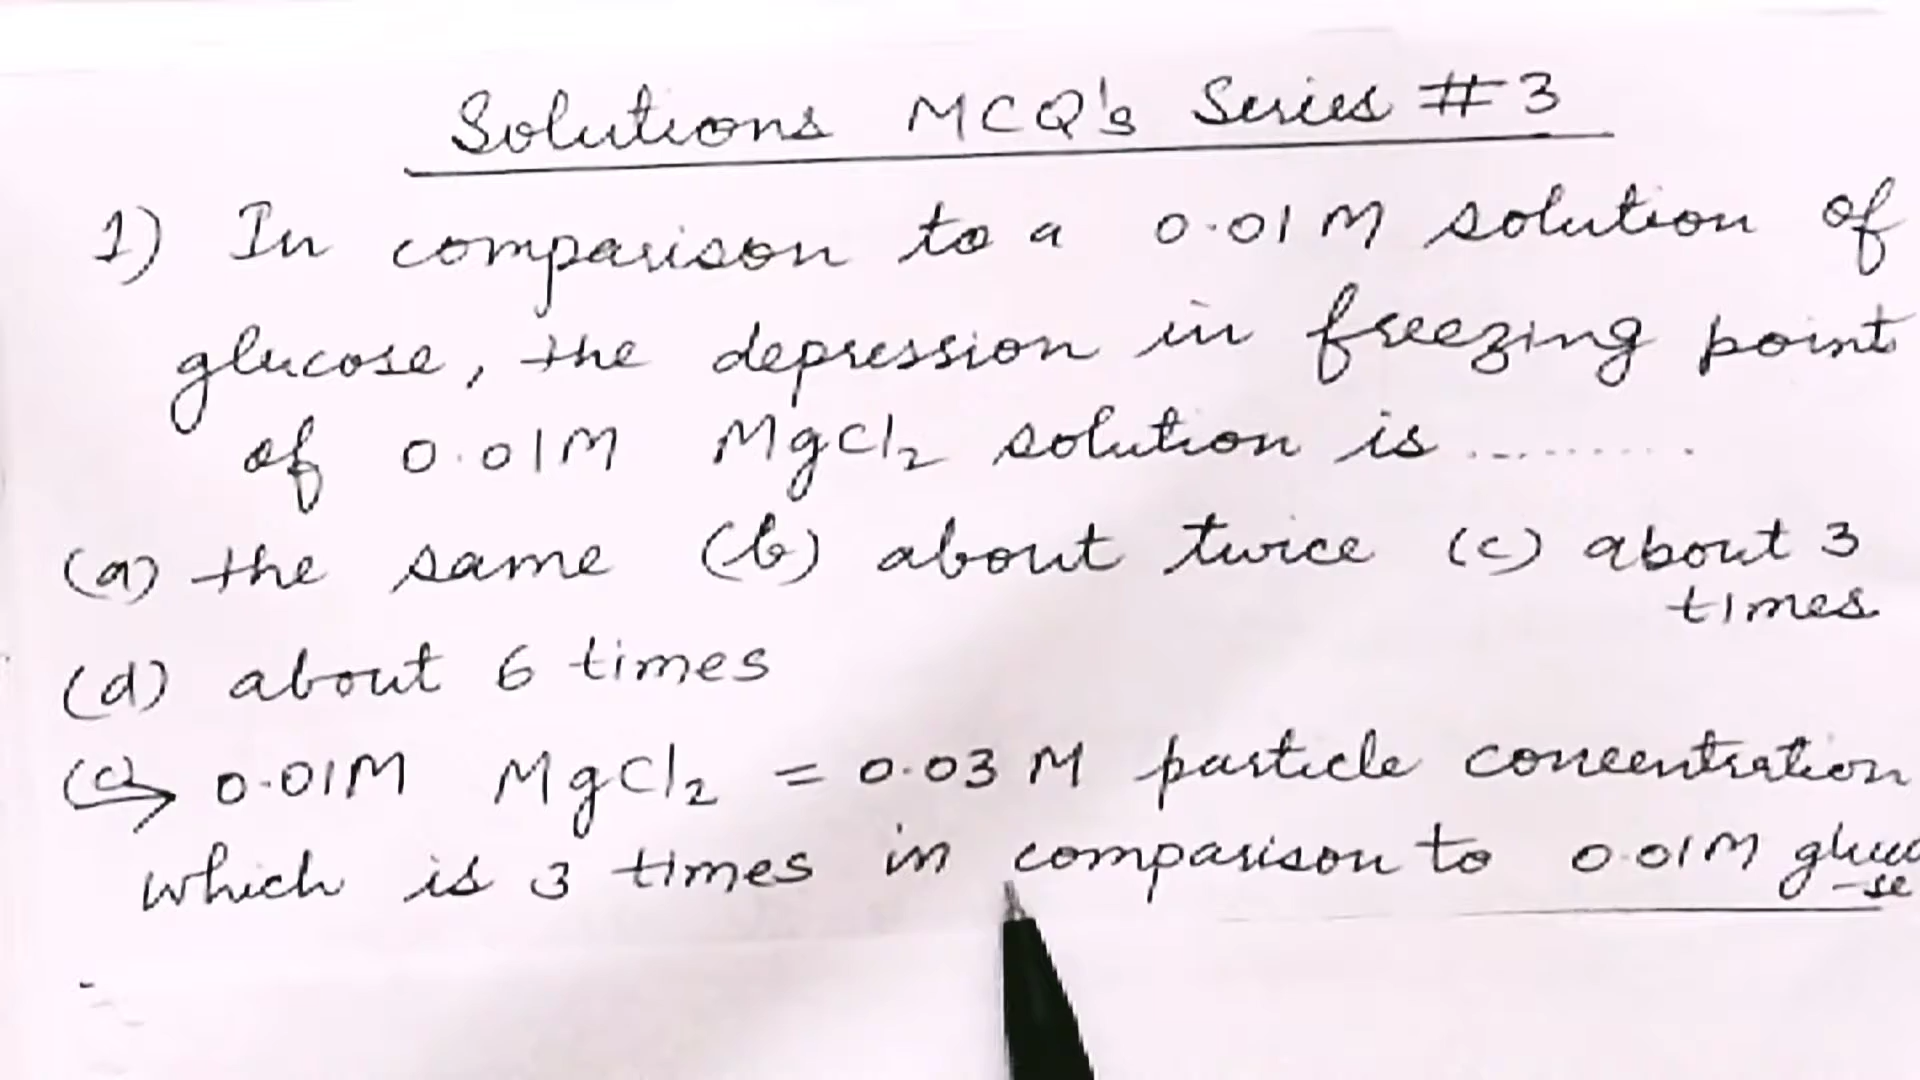 Solutions MCQ's Series #3
1) In comparison to a 0.01M solution of
glucose, the depression in freezing point
of 0.01M MgCl₂ solution is .........
(a) the same (b) about twice (c) about 3
times
(d) about 6 times
(c) → 0.01M MgCl₂ = 0.03 M particle concentration
which is 3 times in comparison to 0.01M gluco
-se